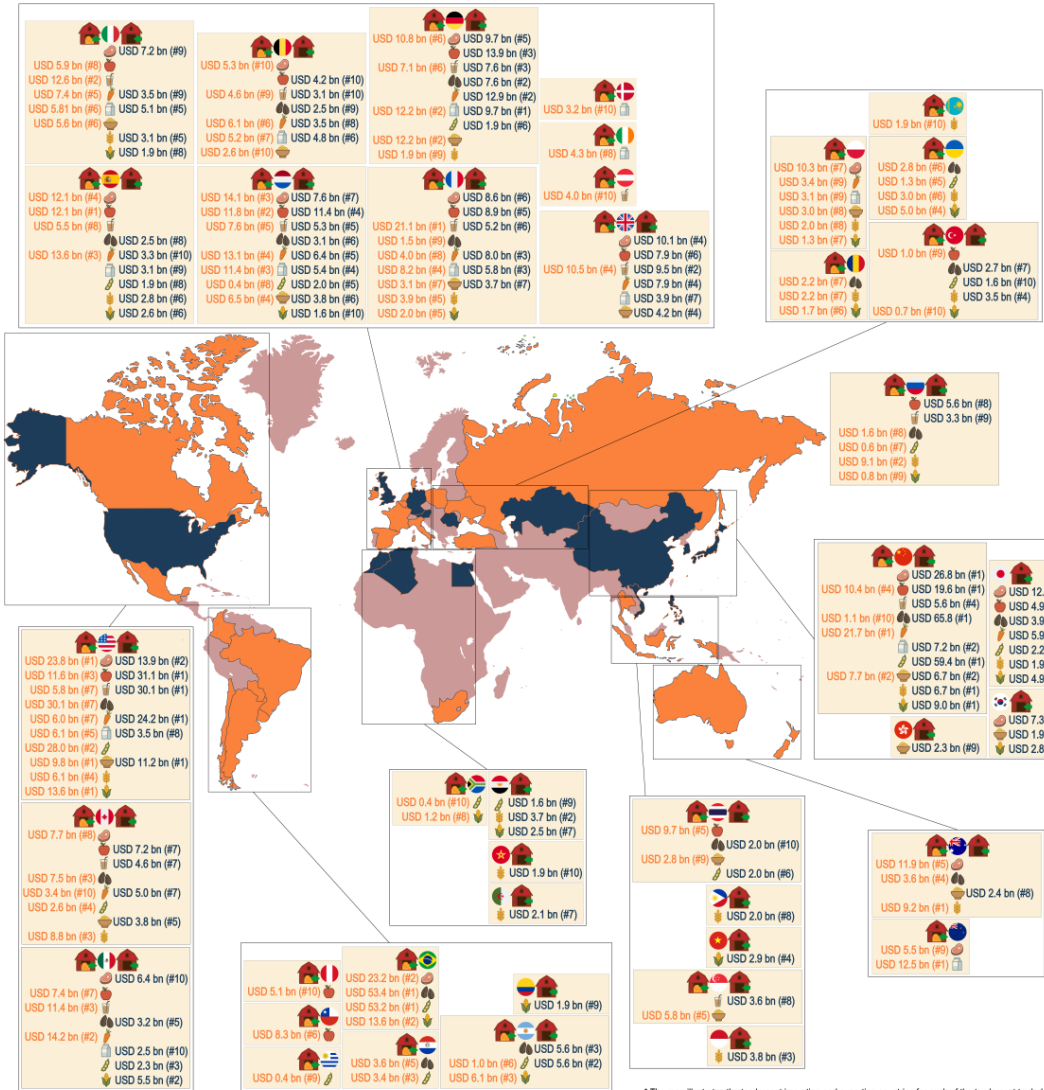 USD 7.2 bn (#9)
USD 5.9 bn (#8)
USD 12.6 bn (#2)
USD 7.4 bn (#5) USD 3.5 bn (#9)
USD 5.81 bn (#6) USD 5.1 bn (#5)
USD 5.6 bn (#6)
USD 3.1 bn (#5)
USD 1.9 bn (#8)
USD 5.3 bn (#10)
USD 4.2 bn (#10)
USD 4.6 bn (#9) USD 3.1 bn (#10)
USD 2.5 bn (#9)
USD 6.1 bn (#6) USD 3.5 bn (#8)
USD 5.2 bn (#7) USD 4.8 bn (#6)
USD 2.6 bn (#10)
USD 10.8 bn (#6) USD 9.7 bn (#5)
USD 13.9 bn (#3)
USD 7.1 bn (#6) USD 7.6 bn (#3)
USD 7.6 bn (#2)
USD 12.9 bn (#2)
USD 12.2 bn (#2) USD 9.7 bn (#1)
USD 1.9 bn (#6)
USD 12.2 bn (#2)
USD 1.9 bn (#9)
USD 3.2 bn (#10)
USD 4.3 bn (#8)
USD 4.0 bn (#10)
USD 12.1 bn (#4)
USD 12.1 bn (#1)
USD 5.5 bn (#8)
USD 2.5 bn (#8)
USD 13.6 bn (#3) USD 3.3 bn (#10)
USD 3.1 bn (#9)
USD 1.9 bn (#8)
USD 2.8 bn (#6)
USD 2.6 bn (#6)
USD 14.1 bn (#3) USD 7.6 bn (#7)
USD 11.8 bn (#2) USD 11.4 bn (#4)
USD 7.6 bn (#5) USD 5.3 bn (#5)
USD 3.1 bn (#6)
USD 13.1 bn (#4) USD 6.4 bn (#5)
USD 11.4 bn (#3) USD 5.4 bn (#4)
USD 0.4 bn (#8) USD 2.0 bn (#5)
USD 6.5 bn (#4) USD 3.8 bn (#6)
USD 1.6 bn (#10)
USD 8.6 bn (#6)
USD 8.9 bn (#5)
USD 21.1 bn (#1) USD 5.2 bn (#6)
USD 1.5 bn (#9)
USD 4.0 bn (#8) USD 8.0 bn (#3)
USD 8.2 bn (#4) USD 5.8 bn (#3)
USD 3.1 bn (#7) USD 3.7 bn (#7)
USD 3.9 bn (#5)
USD 2.0 bn (#5)
USD 10.1 bn (#4)
USD 7.9 bn (#6)
USD 10.5 bn (#4) USD 9.5 bn (#2)
USD 7.9 bn (#4)
USD 3.9 bn (#7)
USD 4.2 bn (#4)
USD 1.9 bn (#10)
USD 10.3 bn (#7)
USD 3.4 bn (#9)
USD 3.1 bn (#9)
USD 3.0 bn (#8)
USD 2.0 bn (#8)
USD 1.3 bn (#7)
USD 2.8 bn (#6)
USD 1.3 bn (#5)
USD 3.0 bn (#6)
USD 5.0 bn (#4)
USD 2.2 bn (#7)
USD 2.2 bn (#7)
USD 1.7 bn (#6)
USD 1.0 bn (#9)
USD 2.7 bn (#7)
USD 1.6 bn (#10)
USD 3.5 bn (#4)
USD 0.7 bn (#10)
USD 5.6 bn (#8)
USD 3.3 bn (#9)
USD 1.6 bn (#8)
USD 0.6 bn (#7)
USD 9.1 bn (#2)
USD 0.8 bn (#9)
USD 26.8 bn (#1)
USD 10.4 bn (#4) USD 19.6 bn (#1)
USD 5.6 bn (#4)
USD 1.1 bn (#10) USD 65.8 bn (#1)
USD 21.7 bn (#1)
USD 7.2 bn (#2)
USD 59.4 bn (#1)
USD 7.7 bn (#2) USD 6.7 bn (#2)
USD 6.7 bn (#1)
USD 9.0 bn (#1)
USD 12.
USD 4.9
USD 3.9
USD 5.9
USD 2.2
USD 1.9
USD 4.9
USD 2.3 bn (#9)
USD 7.3
USD 1.9
USD 2.8
USD 23.8 bn (#1) USD 13.9 bn (#2)
USD 11.6 bn (#3) USD 31.1 bn (#1)
USD 5.8 bn (#7) USD 30.1 bn (#1)
USD 30.1 bn (#7)
USD 6.0 bn (#7) USD 24.2 bn (#1)
USD 6.1 bn (#5) USD 3.5 bn (#8)
USD 28.0 bn (#2)
USD 9.8 bn (#1) USD 11.2 bn (#1)
USD 6.1 bn (#4)
USD 13.6 bn (#1)
USD 7.7 bn (#8)
USD 7.2 bn (#7)
USD 4.6 bn (#7)
USD 7.5 bn (#3)
USD 3.4 bn (#10) USD 5.0 bn (#7)
USD 2.6 bn (#4)
USD 3.8 bn (#5)
USD 8.8 bn (#3)
USD 6.4 bn (#10)
USD 7.4 bn (#7)
USD 11.4 bn (#3)
USD 3.2 bn (#5)
USD 14.2 bn (#2)
USD 2.5 bn (#10)
USD 2.3 bn (#3)
USD 5.5 bn (#2)
USD 0.4 bn (#10) USD 1.6 bn (#9)
USD 1.2 bn (#8) USD 3.7 bn (#2)
USD 2.5 bn (#7)
USD 1.9 bn (#10)
USD 2.1 bn (#7)
USD 9.7 bn (#5)
USD 2.0 bn (#10)
USD 2.8 bn (#9)
USD 2.0 bn (#6)
USD 2.0 bn (#8)
USD 2.9 bn (#4)
USD 3.6 bn (#8)
USD 5.8 bn (#5)
USD 3.8 bn (#3)
USD 11.9 bn (#5)
USD 3.6 bn (#4)
USD 2.4 bn (#8)
USD 9.2 bn (#1)
USD 5.5 bn (#9)
USD 12.5 bn (#1)
USD 5.1 bn (#10)
USD 8.3 bn (#6)
USD 0.4 bn (#9)
USD 23.2 bn (#2)
USD 53.4 bn (#1)
USD 53.2 bn (#1)
USD 13.6 bn (#2)
USD 3.6 bn (#5)
USD 3.4 bn (#3)
USD 1.9 bn (#9)
USD 5.6 bn (#3)
USD 1.0 bn (#6) USD 5.6 bn (#2)
USD 6.1 bn (#3)